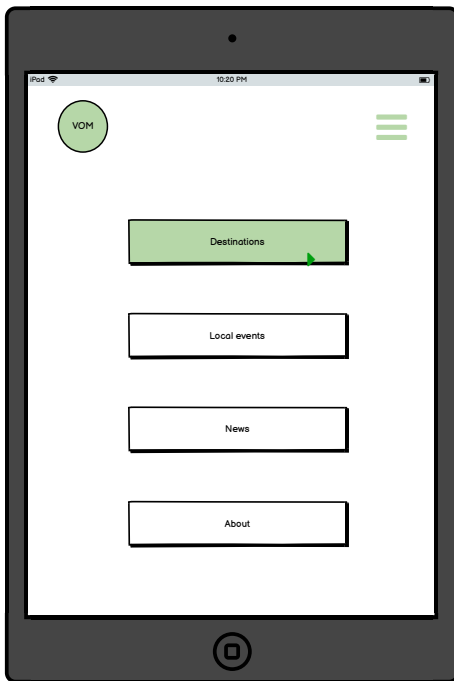 iPad
10:20 PM
VOM
Destinations
Local events
News
About